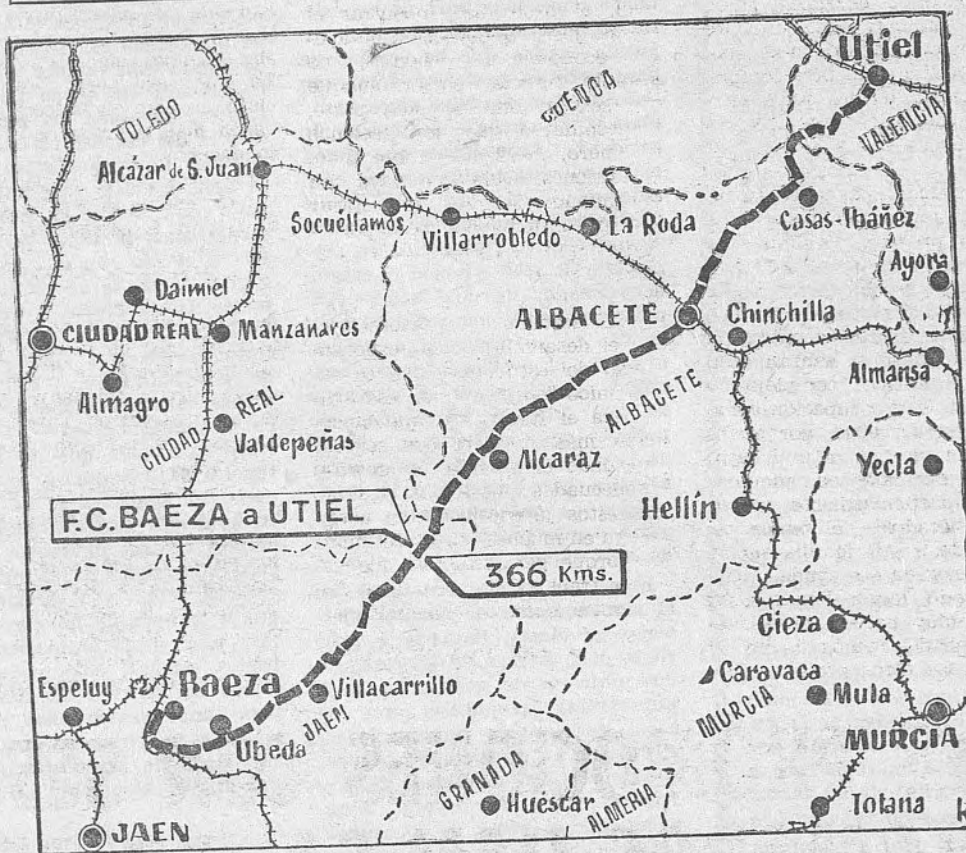 Utiel
TOLEDO
CUENCA
VALENCIA
Alcázar de S. Juán
Socuéllamos
Villarrobledo
La Roda
Casas-Ibáñez
Ayora
Daimiel
CIUDAD REAL
Manzanares
ALBACETE
Chinchilla
Almansa
Almagro
CIUDAD REAL
Valdepeñas
ALBACETE
Alcaraz
Yecla
Hellín
F.C. BAEZA a UTIEL
366 Kms.
Cieza
Espeluy
Baeza
Villacarrillo
Caravaca
Mula
Ubeda
JAEN
MURCIA
MURCIA
GRANADA
Huéscar
ALMERIA
Totana
JAEN